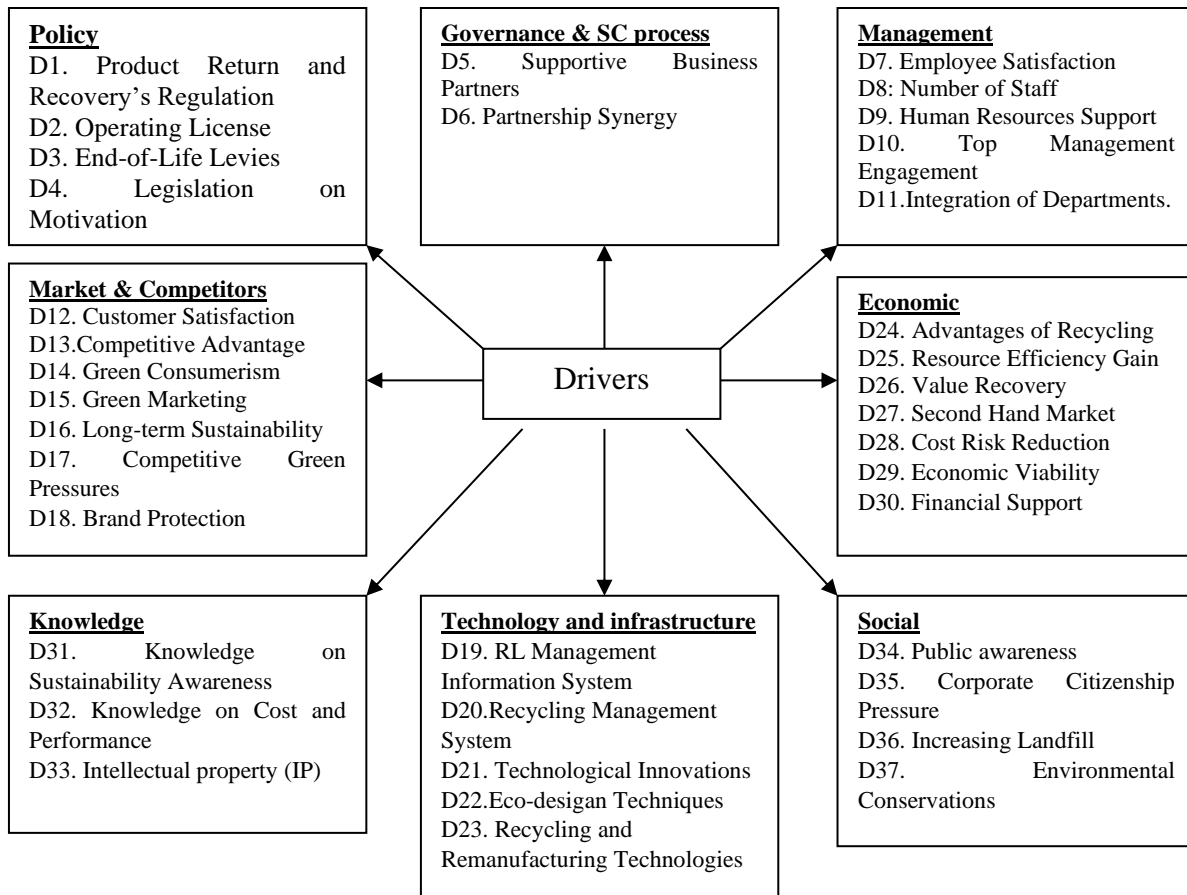 Policy
D1. Product Return and
Recovery's Regulation
D2. Operating License
D3. End-of-Life Levies
D4. Legislation on
Motivation
Governance & SC process
D5. Supportive Business
Partners
D6. Partnership Synergy
Management
D7. Employee Satisfaction
D8: Number of Staff
D9. Human Resources Support
D10. Top Management
Engagement
D11.Integration of Departments.
Market & Competitors
D12. Customer Satisfaction
D13.Competitive Advantage
D14. Green Consumerism
D15. Green Marketing
D16. Long-term Sustainability
D17. Competitive Green
Pressures
D18. Brand Protection
Drivers
Economic
D24. Advantages of Recycling
D25. Resource Efficiency Gain
D26. Value Recovery
D27. Second Hand Market
D28. Cost Risk Reduction
D29. Economic Viability
D30. Financial Support
Knowledge
D31. Knowledge on
Sustainability Awareness
D32. Knowledge on Cost and
Performance
D33. Intellectual property (IP)
Technology and infrastructure
D19. RL Management
Information System
D20.Recycling Management
System
D21. Technological Innovations
D22.Eco-desigan Techniques
D23. Recycling and
Remanufacturing Technologies
Social
D34. Public awareness
D35. Corporate Citizenship
Pressure
D36. Increasing Landfill
D37. Environmental
Conservations